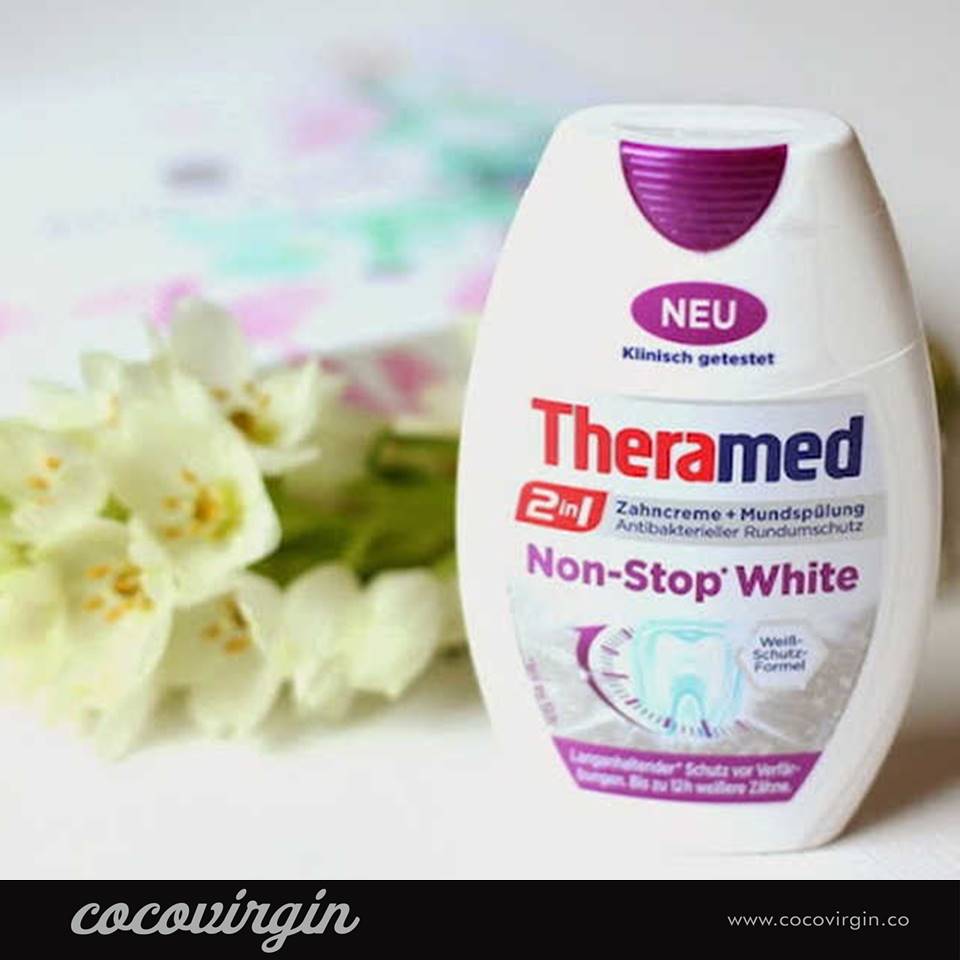 NEU
Klinisch getestet
Theramed
2in1
Zahncreme + Mundspülung
Antibakterieller Rundumschutz
Non-Stop* White
Weiß-
Schutz-
Formel
Langanhaltender* Schutz vor Verfär-
bungen. Bis zu 12h weißere Zähne.
cocovirgin
www.cocovirgin.co